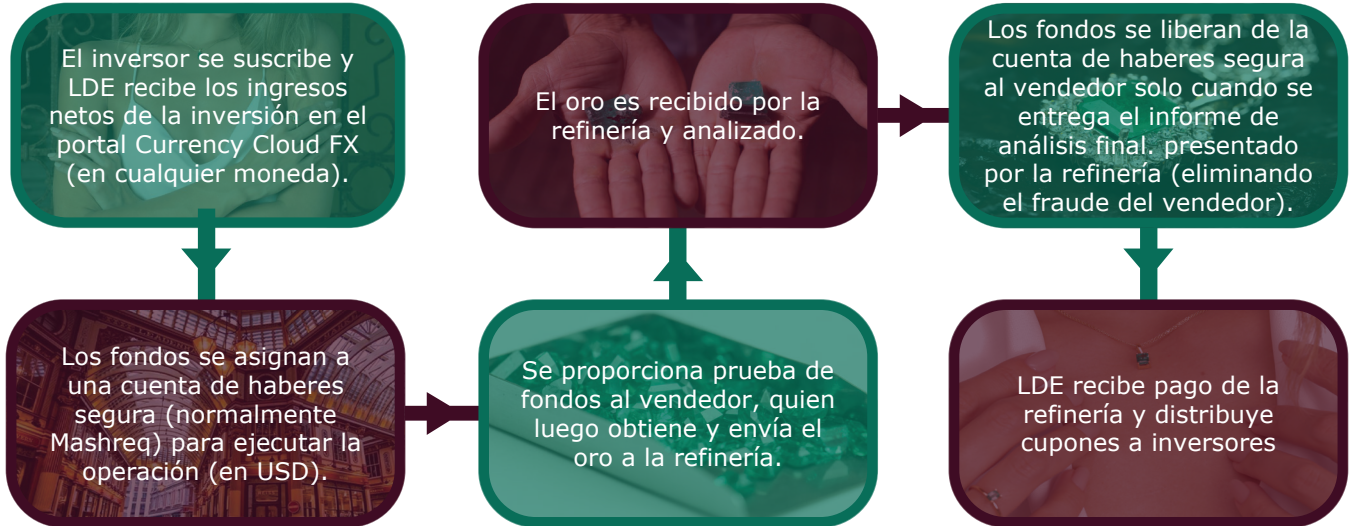 El inversor se suscribe y
LDE recibe los ingresos
netos de la inversión en el
portal Currency Cloud FX
(en cualquier moneda).
Los fondos se asignan a
una cuenta de haberes
segura (normalmente
Mashreq) para ejecutar la
operación (en USD).
Se proporciona prueba de
fondos al vendedor, quien
luego obtiene y envía el
oro a la refinería.
El oro es recibido por la
refinería y analizado.
Los fondos se liberan de la
cuenta de haberes segura
al vendedor solo cuando se
entrega el informe de
análisis final. presentado
por la refinería (eliminando
el fraude del vendedor).
LDE recibe pago de la
refinería y distribuye
cupones a inversores